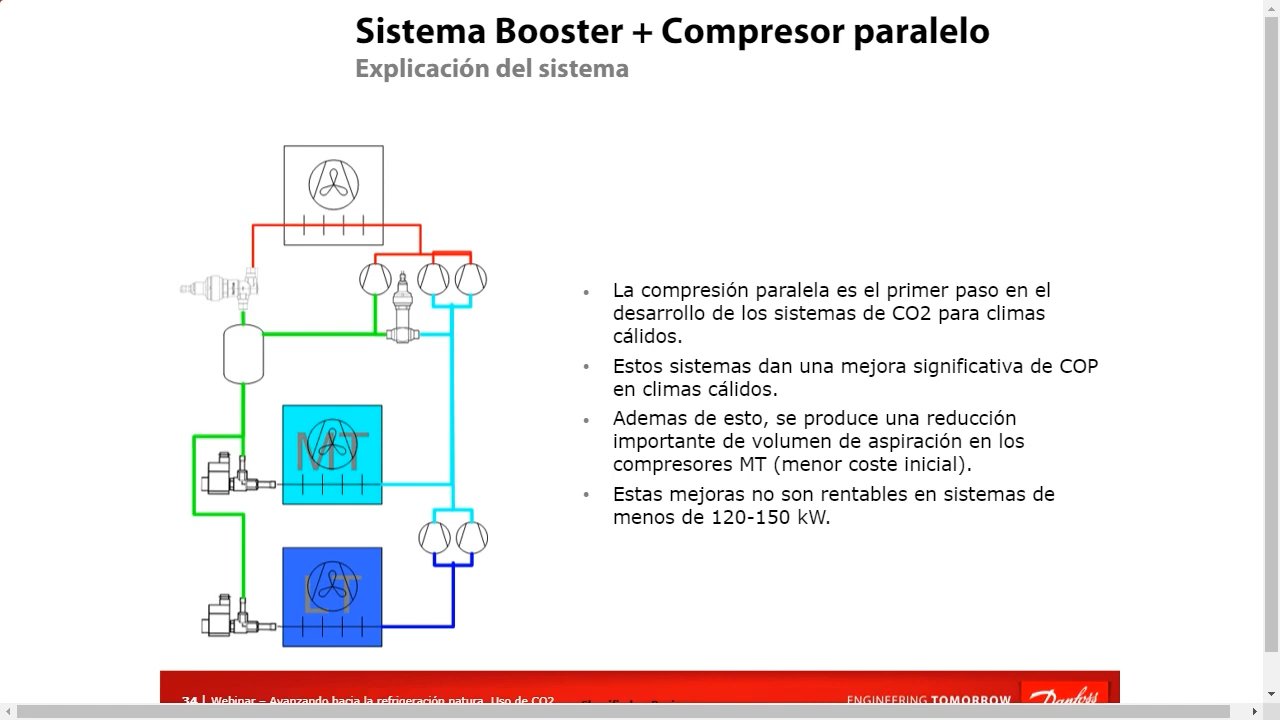 Sistema Booster + Compresor paralelo
Explicación del sistema
MT
LT
• La compresión paralela es el primer paso en el
desarrollo de los sistemas de CO2 para climas
cálidos.
• Estos sistemas dan una mejora significativa de COP
en climas cálidos.
• Ademas de esto, se produce una reducción
importante de volumen de aspiración en los
compresores MT (menor coste inicial).
• Estas mejoras no son rentables en sistemas de
menos de 120-150 kW.
34 | Webinar – Avanzando hacia la refrigeración natura. Uso de CO2
ENGINEERING TOMORROW
Danfoss